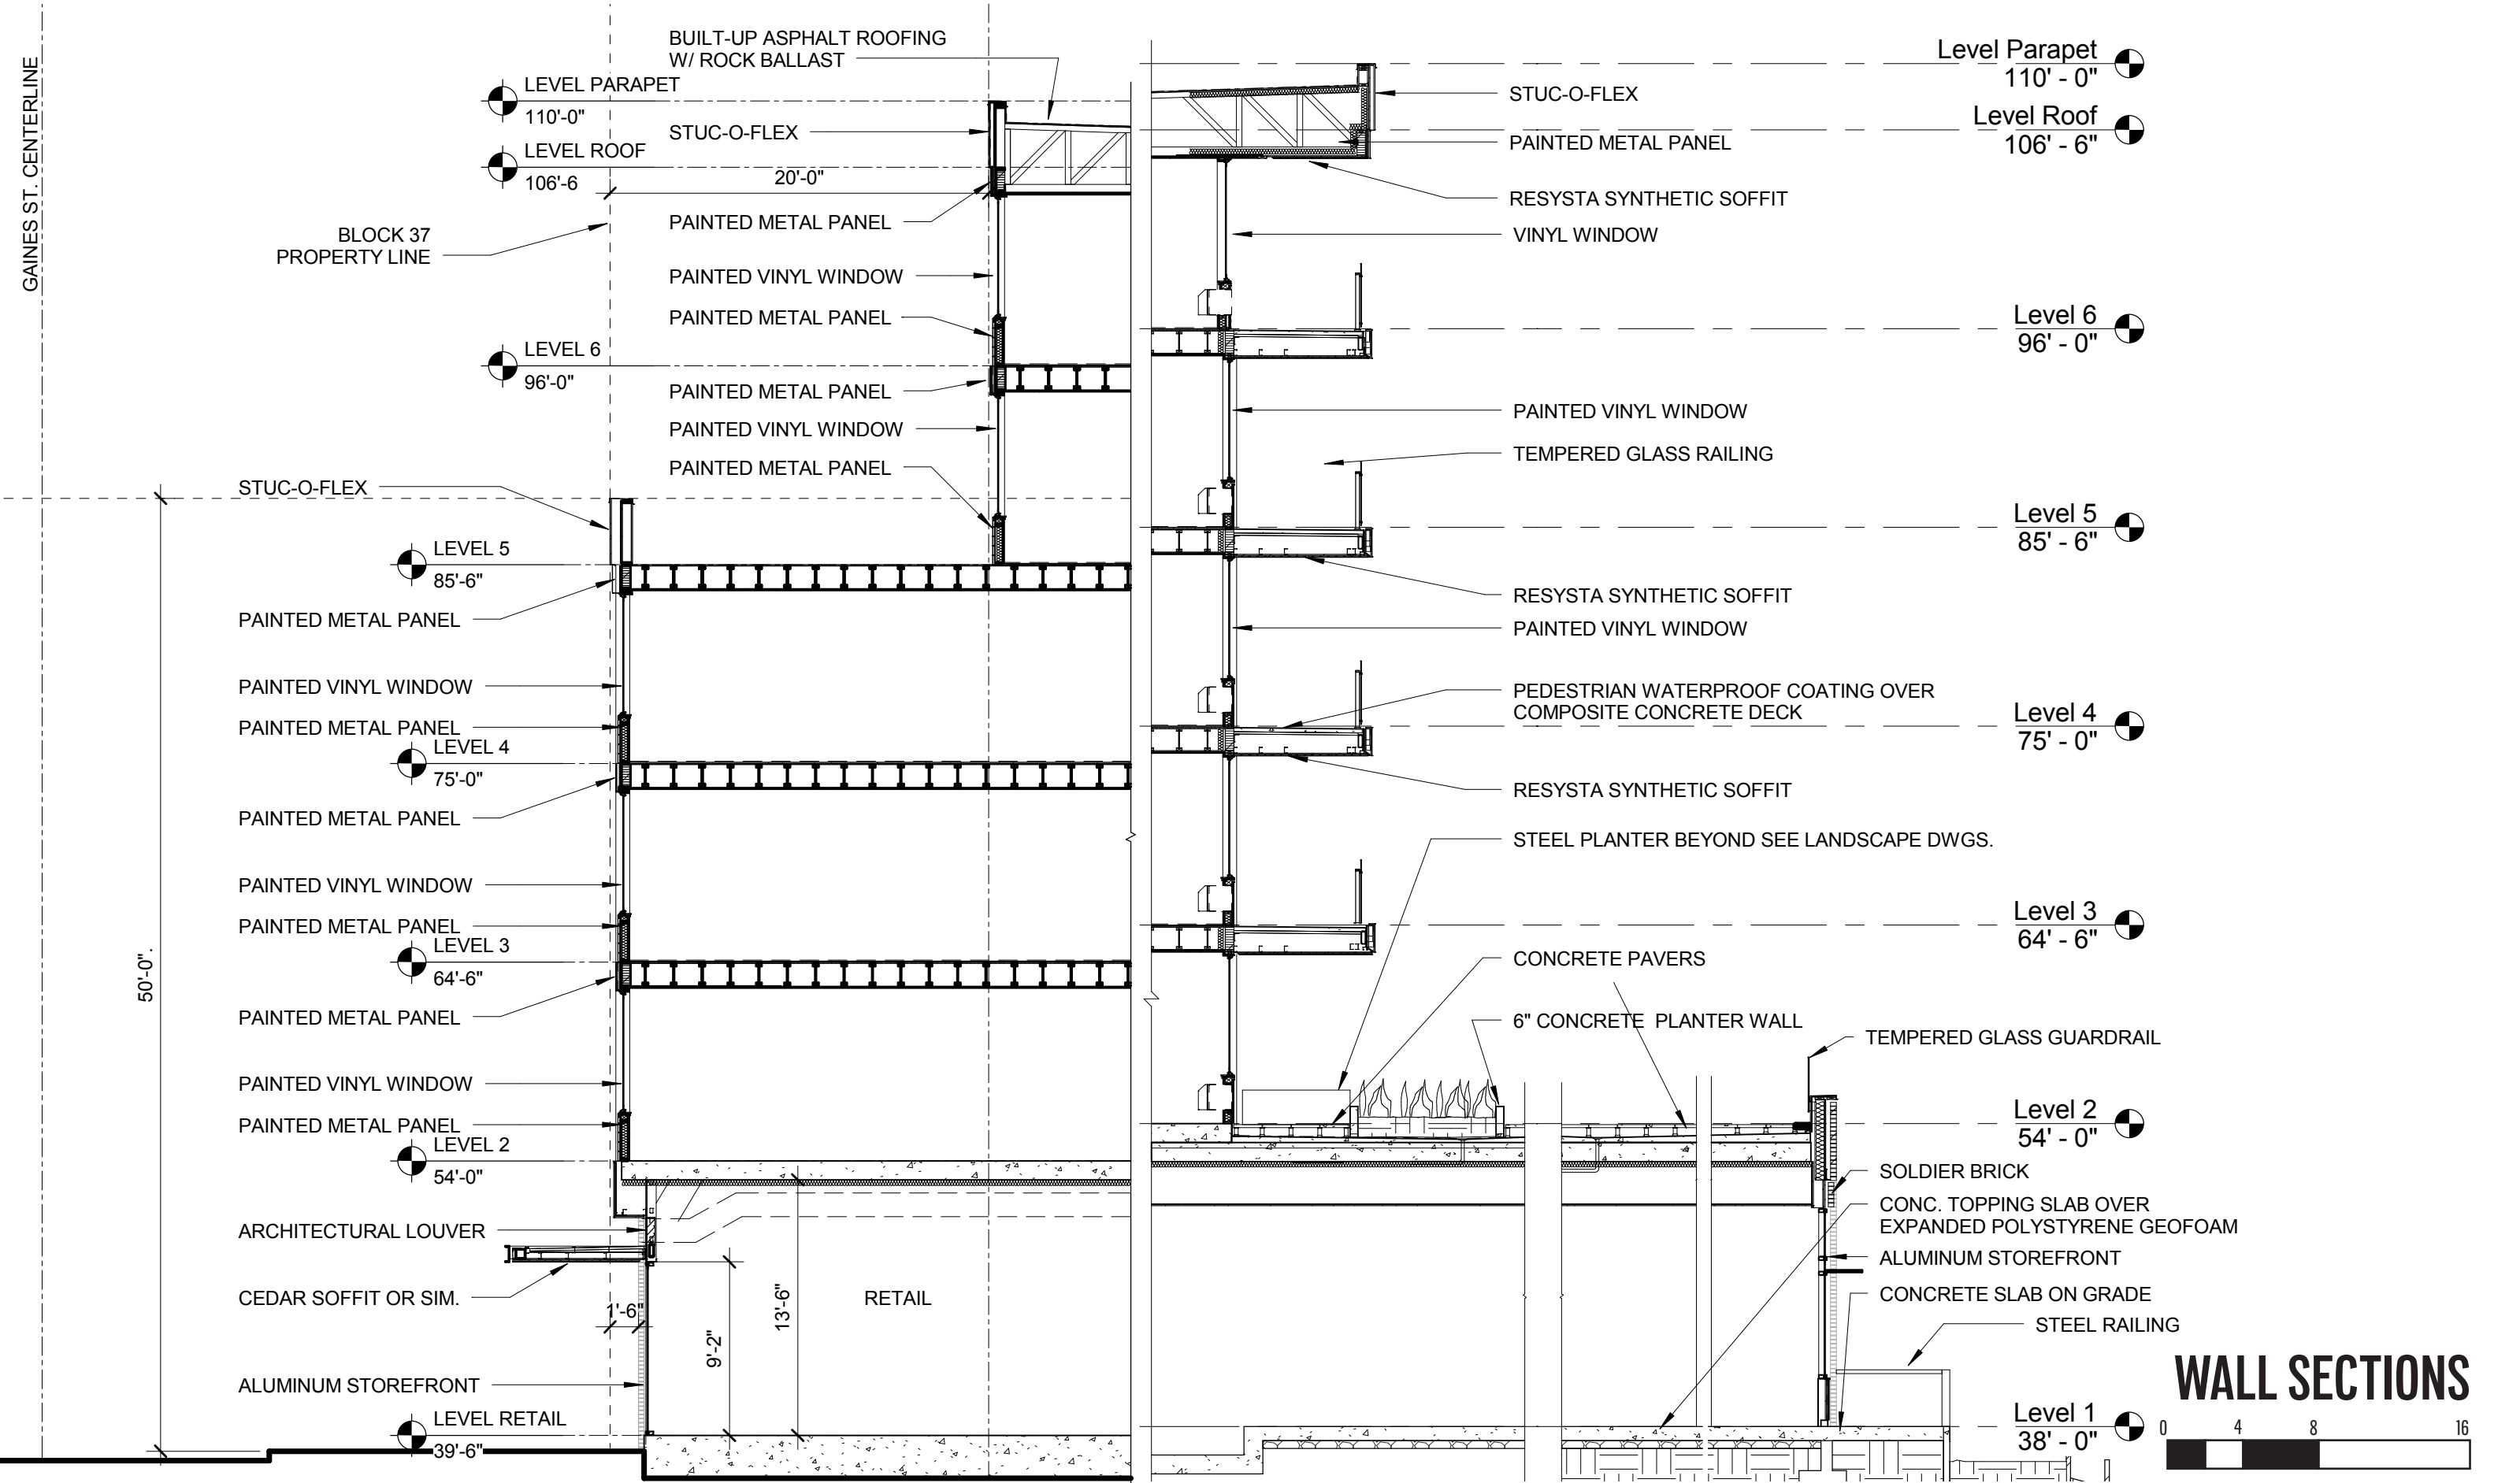 GAINES ST. CENTERLINE
BUILT-UP ASPHALT ROOFING
W/ ROCK BALLAST
LEVEL PARAPET
110'-0"
STUC-O-FLEX
LEVEL ROOF
106'-6
20'-0"
BLOCK 37
PROPERTY LINE
PAINTED METAL PANEL
PAINTED VINYL WINDOW
PAINTED METAL PANEL
LEVEL 6
96'-0"
PAINTED METAL PANEL
PAINTED VINYL WINDOW
PAINTED METAL PANEL
STUC-O-FLEX
LEVEL 5
85'-6"
PAINTED METAL PANEL
PAINTED VINYL WINDOW
PAINTED METAL PANEL
LEVEL 4
75'-0"
PAINTED METAL PANEL
PAINTED VINYL WINDOW
PAINTED METAL PANEL
LEVEL 3
64'-6"
50'-0".
PAINTED METAL PANEL
PAINTED VINYL WINDOW
PAINTED METAL PANEL
LEVEL 2
54'-0"
ARCHITECTURAL LOUVER
CEDAR SOFFIT OR SIM.
1'-6"
9'-2"
13'-6"
RETAIL
ALUMINUM STOREFRONT
LEVEL RETAIL
39'-6"
Level Parapet
110' - 0"
STUC-O-FLEX
Level Roof
106' - 6"
PAINTED METAL PANEL
RESYSTA SYNTHETIC SOFFIT
VINYL WINDOW
Level 6
96' - 0"
PAINTED VINYL WINDOW
TEMPERED GLASS RAILING
Level 5
85' - 6"
RESYSTA SYNTHETIC SOFFIT
PAINTED VINYL WINDOW
PEDESTRIAN WATERPROOF COATING OVER
COMPOSITE CONCRETE DECK
Level 4
75' - 0"
RESYSTA SYNTHETIC SOFFIT
STEEL PLANTER BEYOND SEE LANDSCAPE DWGS.
Level 3
64' - 6"
CONCRETE PAVERS
6" CONCRETE PLANTER WALL
TEMPERED GLASS GUARDRAIL
Level 2
54' - 0"
SOLDIER BRICK
CONC. TOPPING SLAB OVER
EXPANDED POLYSTYRENE GEOFOAM
ALUMINUM STOREFRONT
CONCRETE SLAB ON GRADE
STEEL RAILING
Level 1
38' - 0"
WALL SECTIONS
0 4 8 16